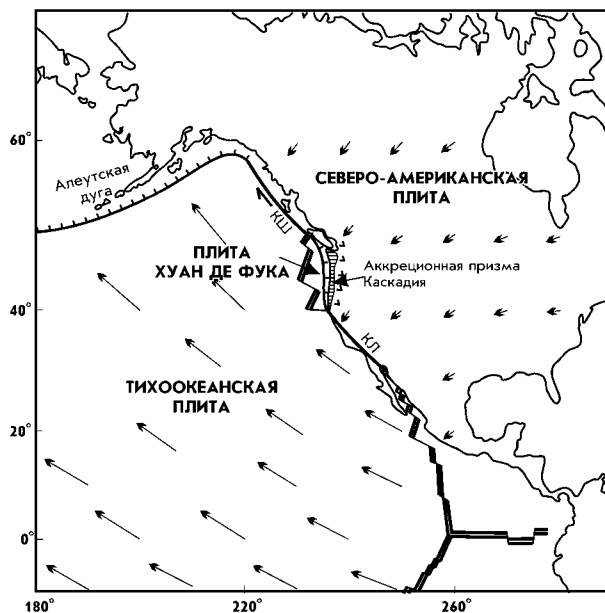 60°
Алеутская
дуга
СЕВЕРО-АМЕРИКАНСКАЯ
ПЛИТА
КШ
ПЛИТА
ХУАН ДЕ ФУКА
Аккреционная призма
Каскадия
40°
КЛ
ТИХООКЕАНСКАЯ
ПЛИТА
20°
0°
180°
220°
260°